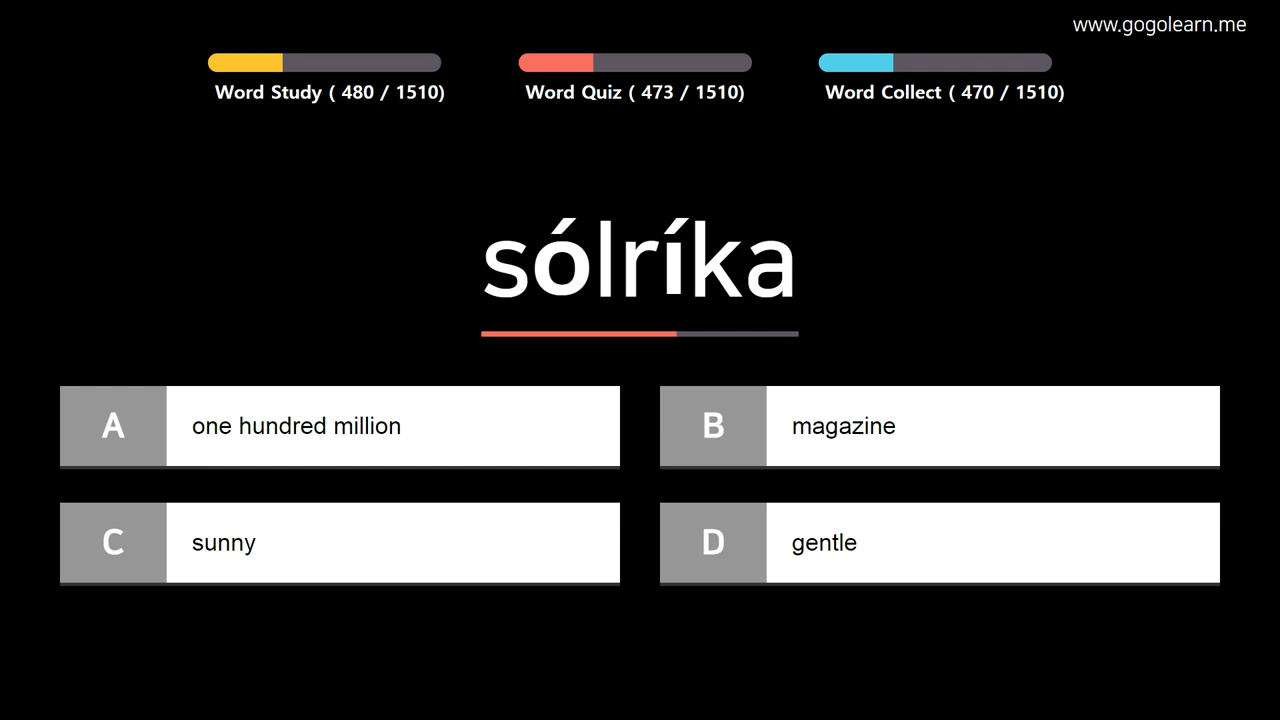 www.gogolearn.me
Word Study ( 480 / 1510)
Word Quiz ( 473 / 1510)
Word Collect ( 470 / 1510)
sólríka
A one hundred million
B magazine
C sunny
D gentle